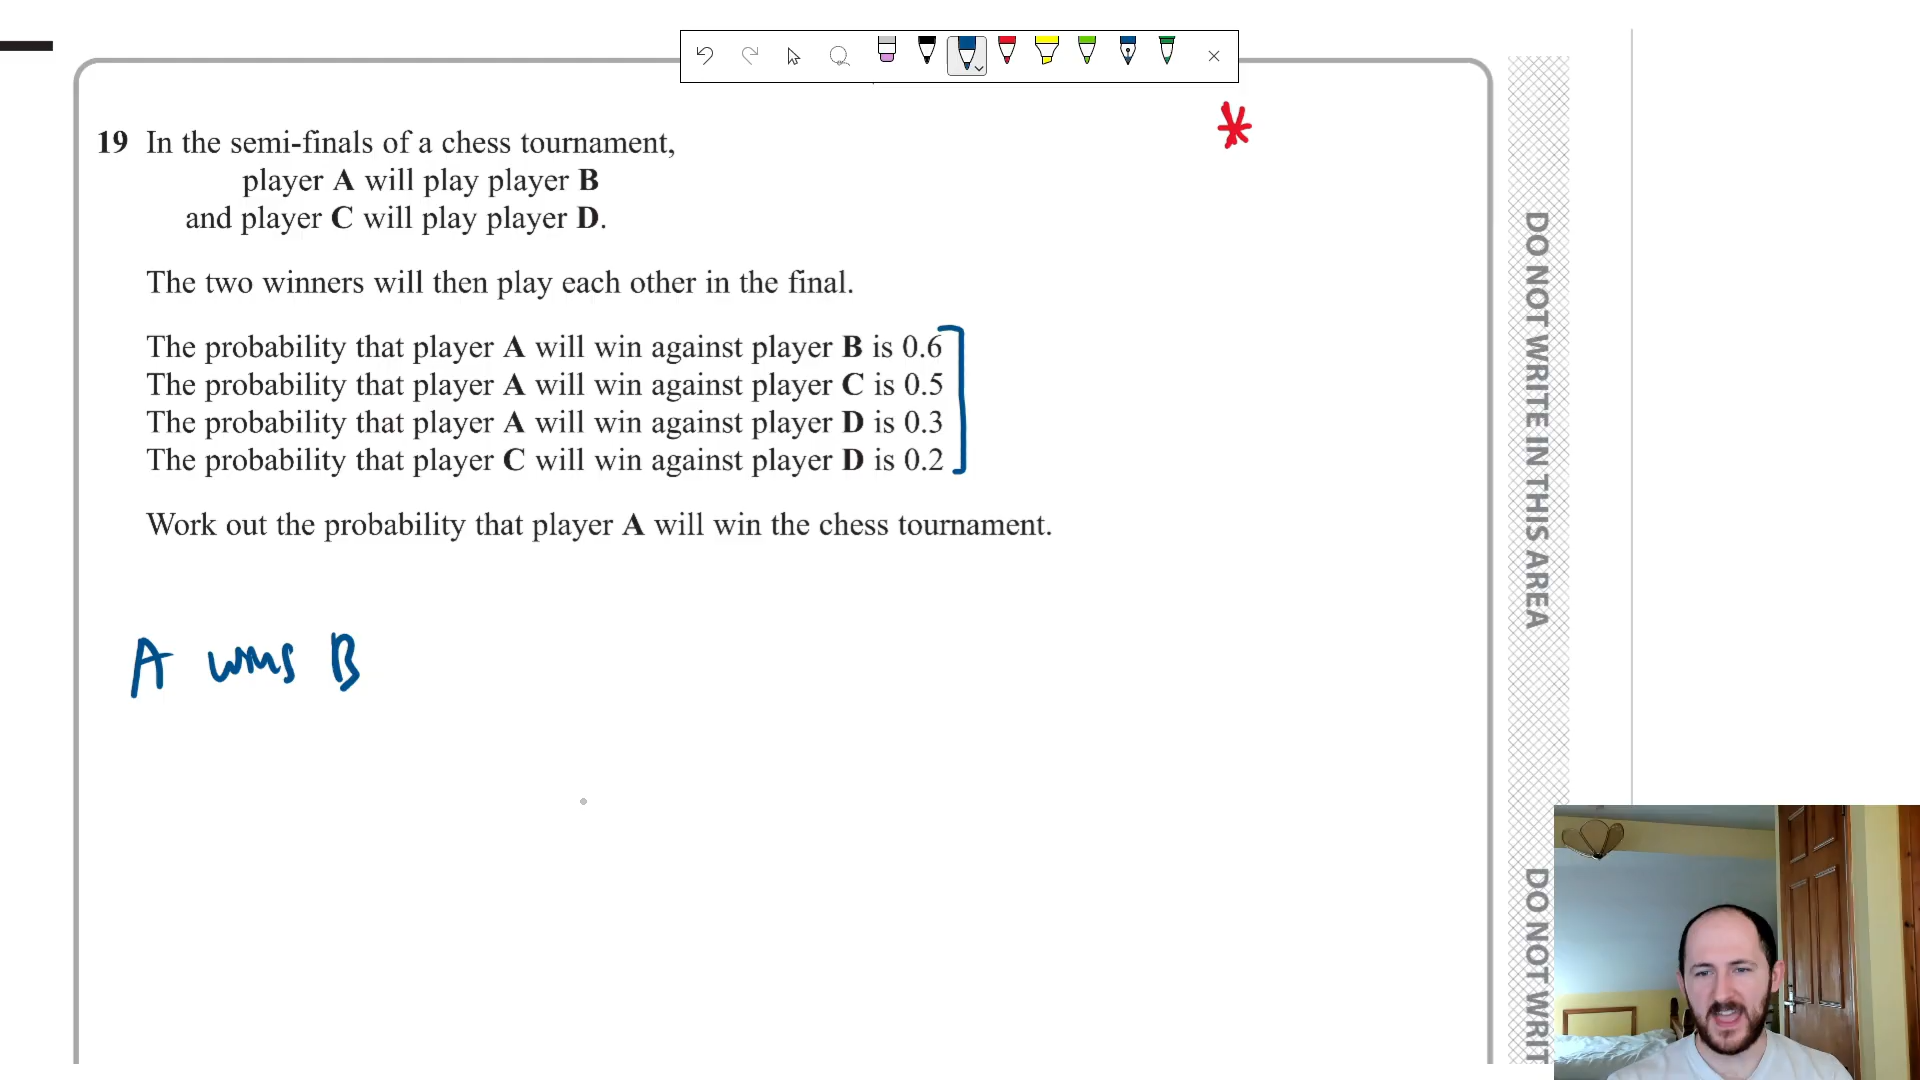 19 In the semi-finals of a chess tournament,
player A will play player B
and player C will play player D.
The two winners will then play each other in the final.
The probability that player A will win against player B is 0.6
The probability that player A will win against player C is 0.5
The probability that player A will win against player D is 0.3
The probability that player C will win against player D is 0.2
Work out the probability that player A will win the chess tournament.
A wins B
DO NOT WRITE IN THIS AREA
DO NOT WRIT